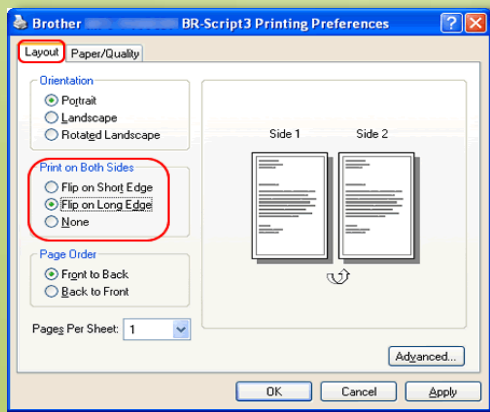 Brother BR-Script3 Printing Preferences
Layout Paper/Quality
Orientation
Portrait
Landscape
Rotated Landscape
Print on Both Sides
Flip on Short Edge
Flip on Long Edge
None
Page Order
Front to Back
Back to Front
Pages Per Sheet: 1
Side 1 Side 2
Advanced...
OK Cancel Apply